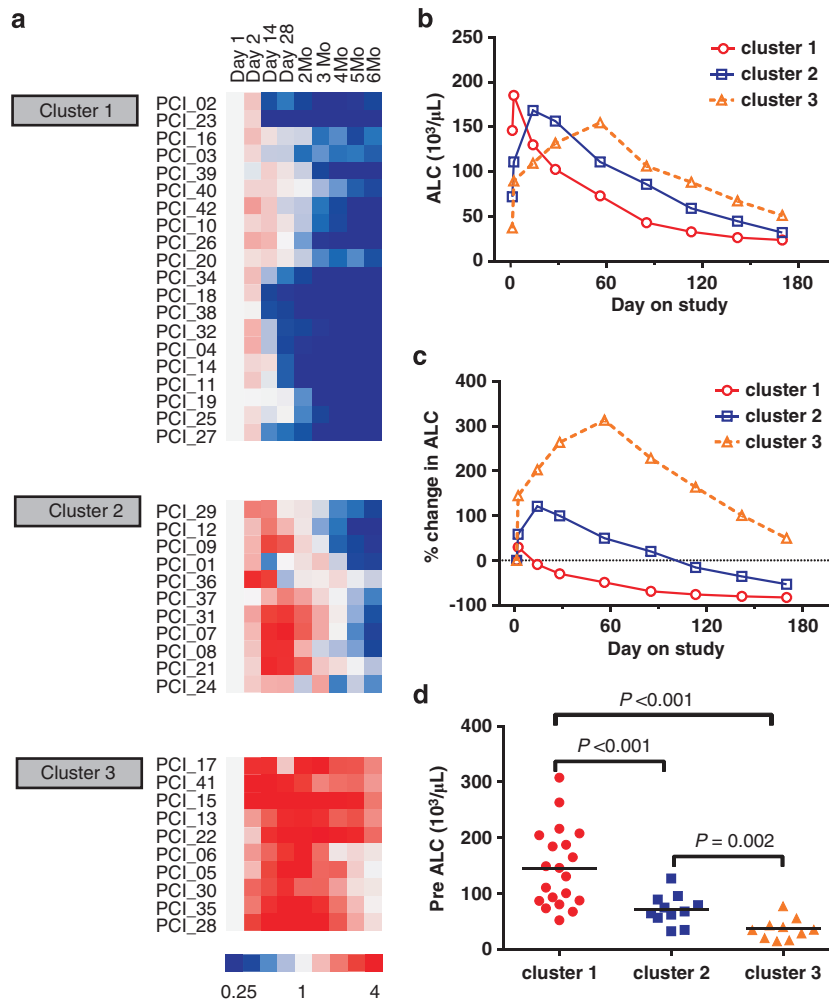 a
Day 1
Day 2
Day 14
Day 28
2Mo
3 Mo
4Mo
5Mo
6Mo
Cluster 1
PCI_02
PCI_23
PCI_16
PCI_03
PCI_39
PCI_40
PCI_42
PCI_10
PCI_26
PCI_20
PCI_34
PCI_18
PCI_38
PCI_32
PCI_04
PCI_14
PCI_11
PCI_19
PCI_25
PCI_27
Cluster 2
PCI_29
PCI_12
PCI_09
PCI_01
PCI_36
PCI_37
PCI_31
PCI_07
PCI_08
PCI_21
PCI_24
Cluster 3
PCI_17
PCI_41
PCI_15
PCI_13
PCI_22
PCI_06
PCI_05
PCI_30
PCI_35
PCI_28
0.25 1 4
b
250
200
150
100
50
0
ALC (10³/μL)
cluster 1
cluster 2
cluster 3
0 60 120 180
Day on study
c
400
300
200
100
0
-100
% change in ALC
cluster 1
cluster 2
cluster 3
0 60 120 180
Day on study
d
P <0.001
P <0.001
P = 0.002
400
300
200
100
0
Pre ALC (10³/μL)
cluster 1 cluster 2 cluster 3